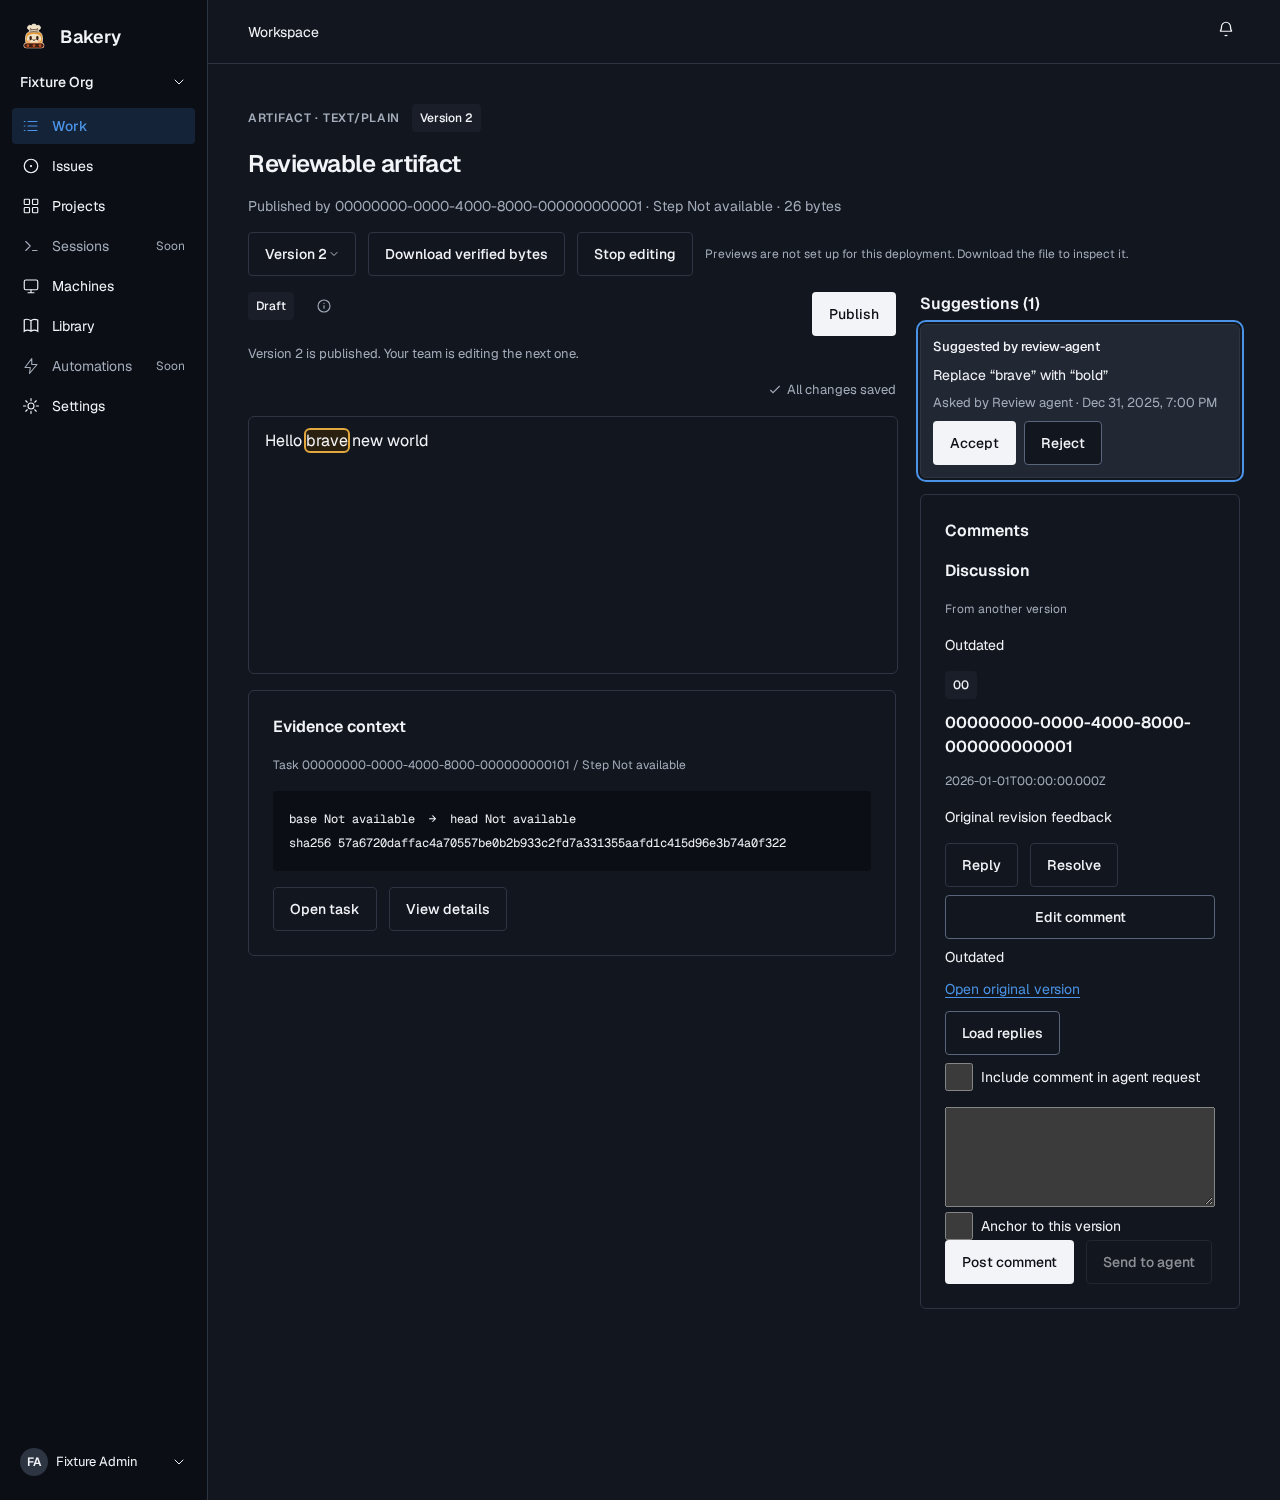 Bakery
Fixture Org
Work
Issues
Projects
Sessions Soon
Machines
Library
Automations Soon
Settings
FA Fixture Admin
Workspace
ARTIFACT · TEXT/PLAIN Version 2
Reviewable artifact
Published by 00000000-0000-4000-8000-000000000001 · Step Not available · 26 bytes
Version 2 Download verified bytes Stop editing Previews are not set up for this deployment. Download the file to inspect it.
Draft Publish
Version 2 is published. Your team is editing the next one.
All changes saved
Hello brave new world
Evidence context
Task 00000000-0000-4000-8000-000000000101 / Step Not available
base Not available → head Not available
sha256 57a6720daffac4a70557be0b2b933c2fd7a331355aafd1c415d96e3b74a0f322
Open task View details
Suggestions (1)
Suggested by review-agent
Replace “brave” with “bold”
Asked by Review agent · Dec 31, 2025, 7:00 PM
Accept Reject
Comments
Discussion
From another version
Outdated
00
00000000-0000-4000-8000-
000000000001
2026-01-01T00:00:00.000Z
Original revision feedback
Reply Resolve
Edit comment
Outdated
Open original version
Load replies
Include comment in agent request
Anchor to this version
Post comment Send to agent